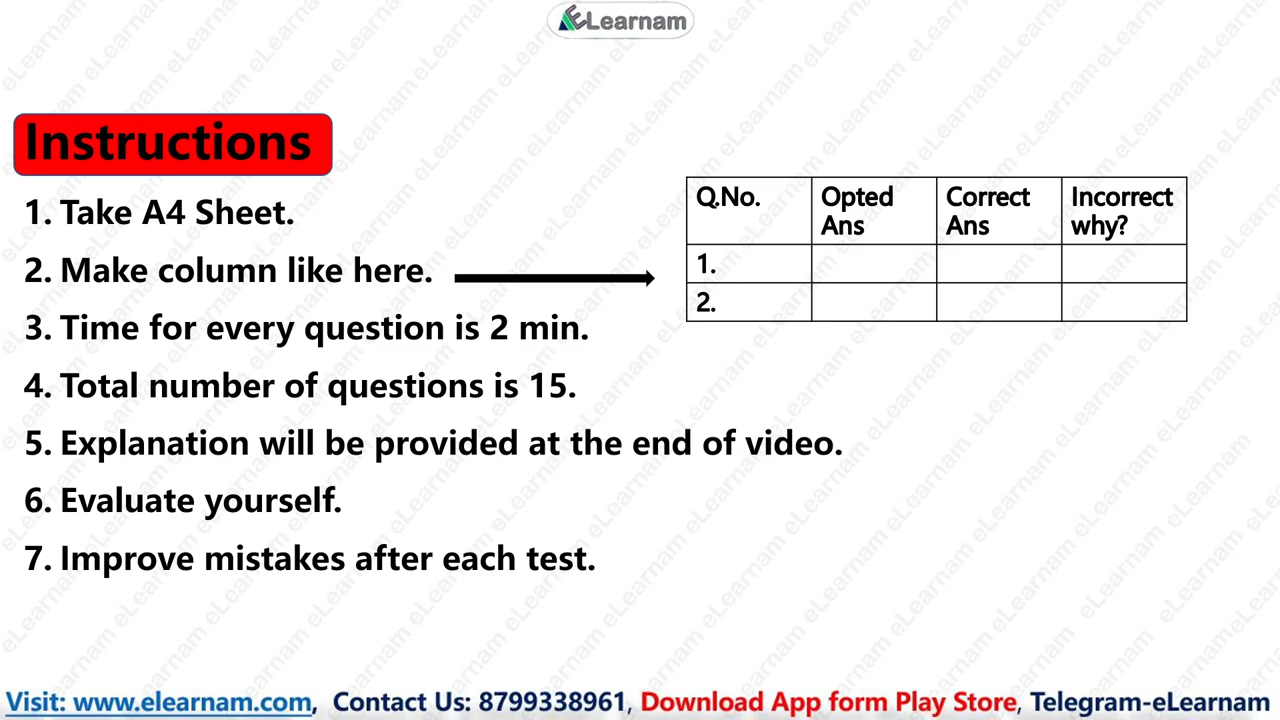 ELearnam
Instructions
1. Take A4 Sheet.
2. Make column like here.
3. Time for every question is 2 min.
4. Total number of questions is 15.
5. Explanation will be provided at the end of video.
6. Evaluate yourself.
7. Improve mistakes after each test.
Q.No. Opted Ans Correct Ans Incorrect why?
1.
2.
Visit: www.elearnam.com, Contact Us: 8799338961, Download App form Play Store, Telegram-eLearnam